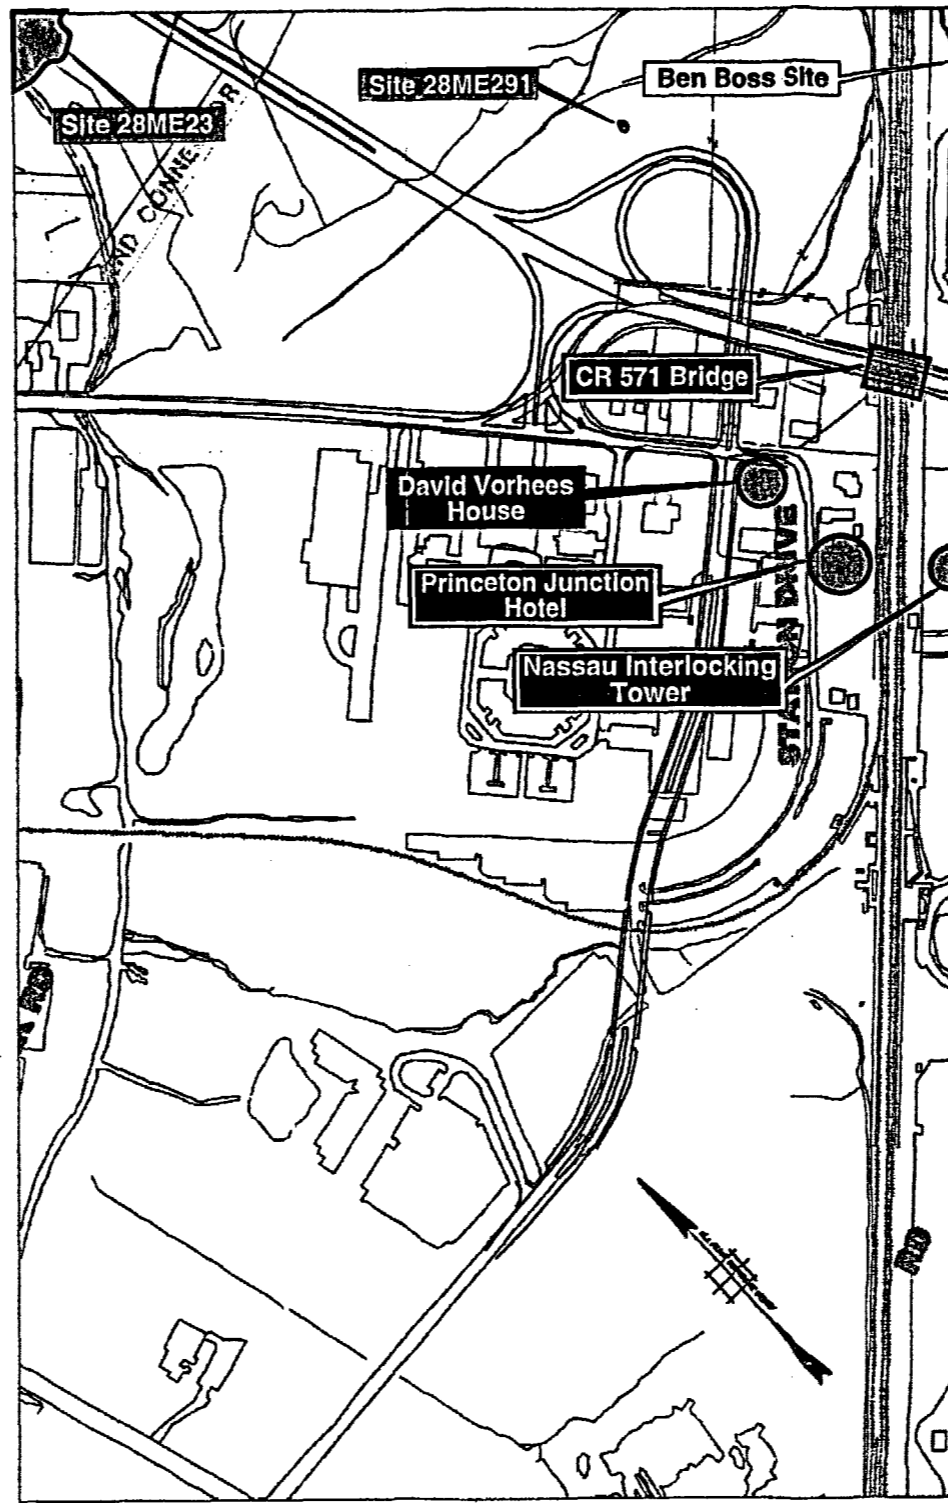 Site 28ME291
Ben Boss Site
Site 28ME23
CR 571 Bridge
David Vorhees
House
Princeton Junction
Hotel
Nassau Interlocking
Tower